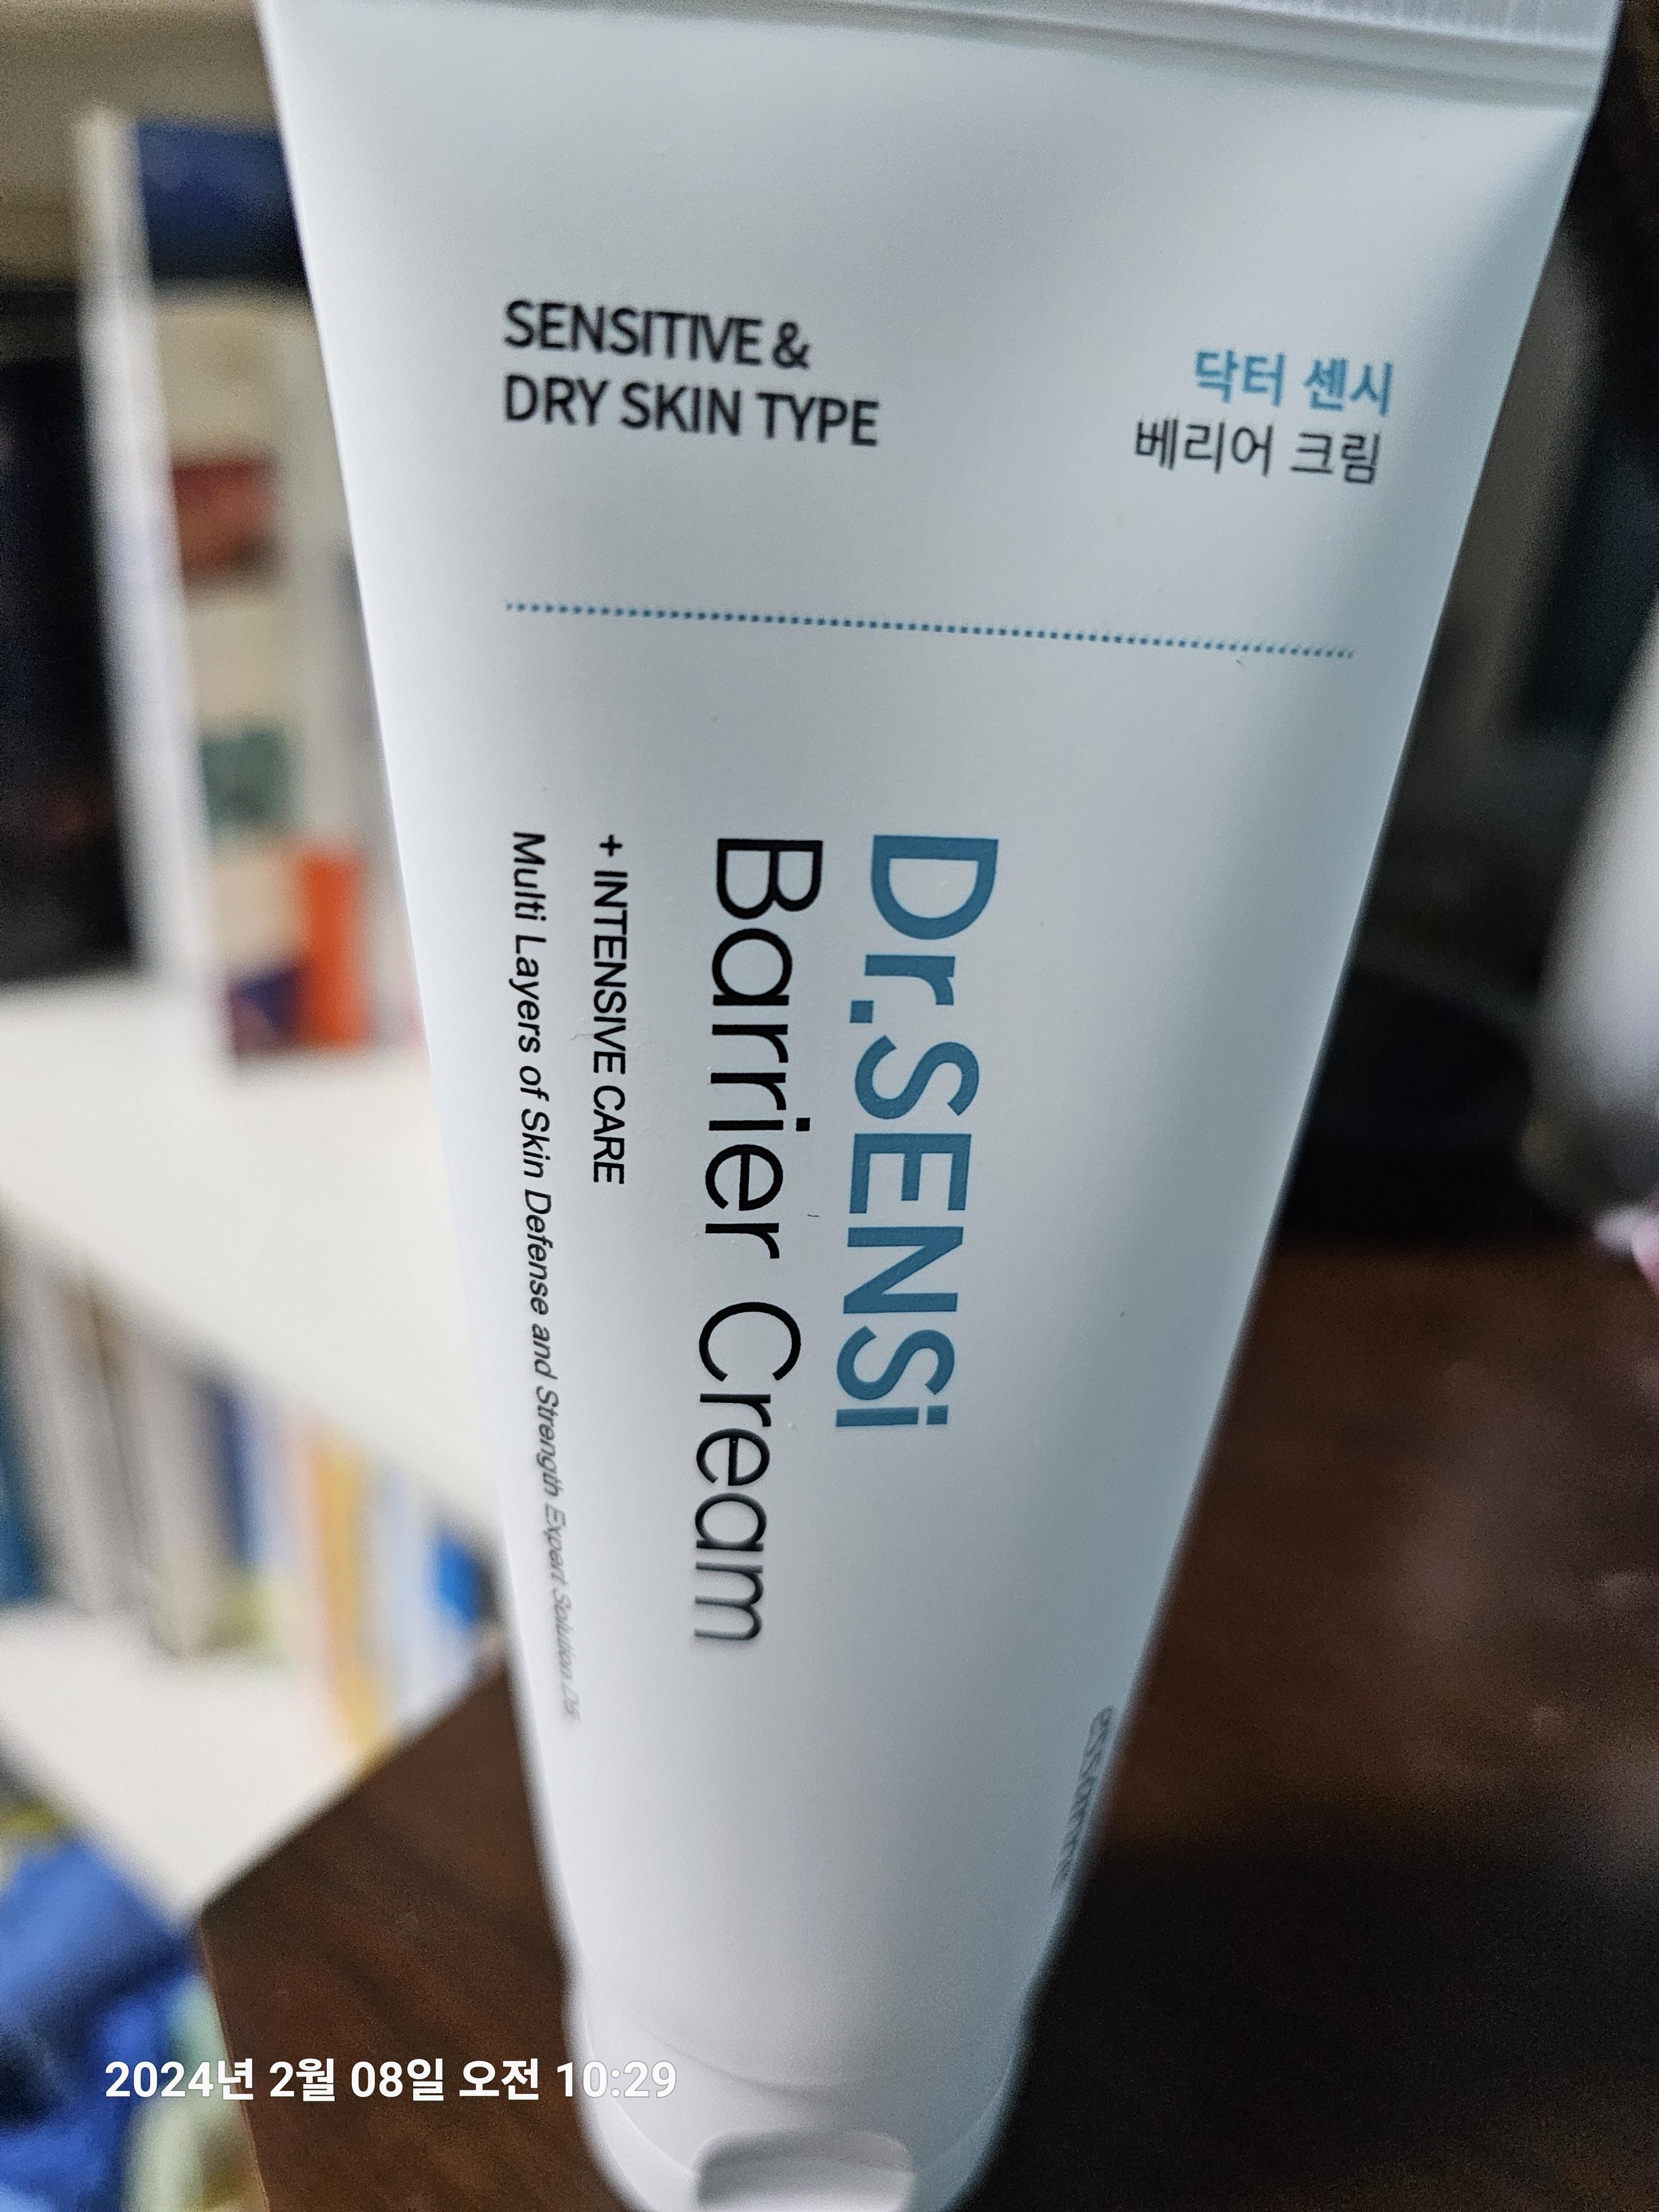 SENSITIVE &
DRY SKIN TYPE
닥터 센시
베리어 크림
Dr.SENSi
Barrier Cream
+ INTENSIVE CARE
Multi Layers of Skin Defense and Strength Expert Solution
2024년 2월 08일 오전 10:29